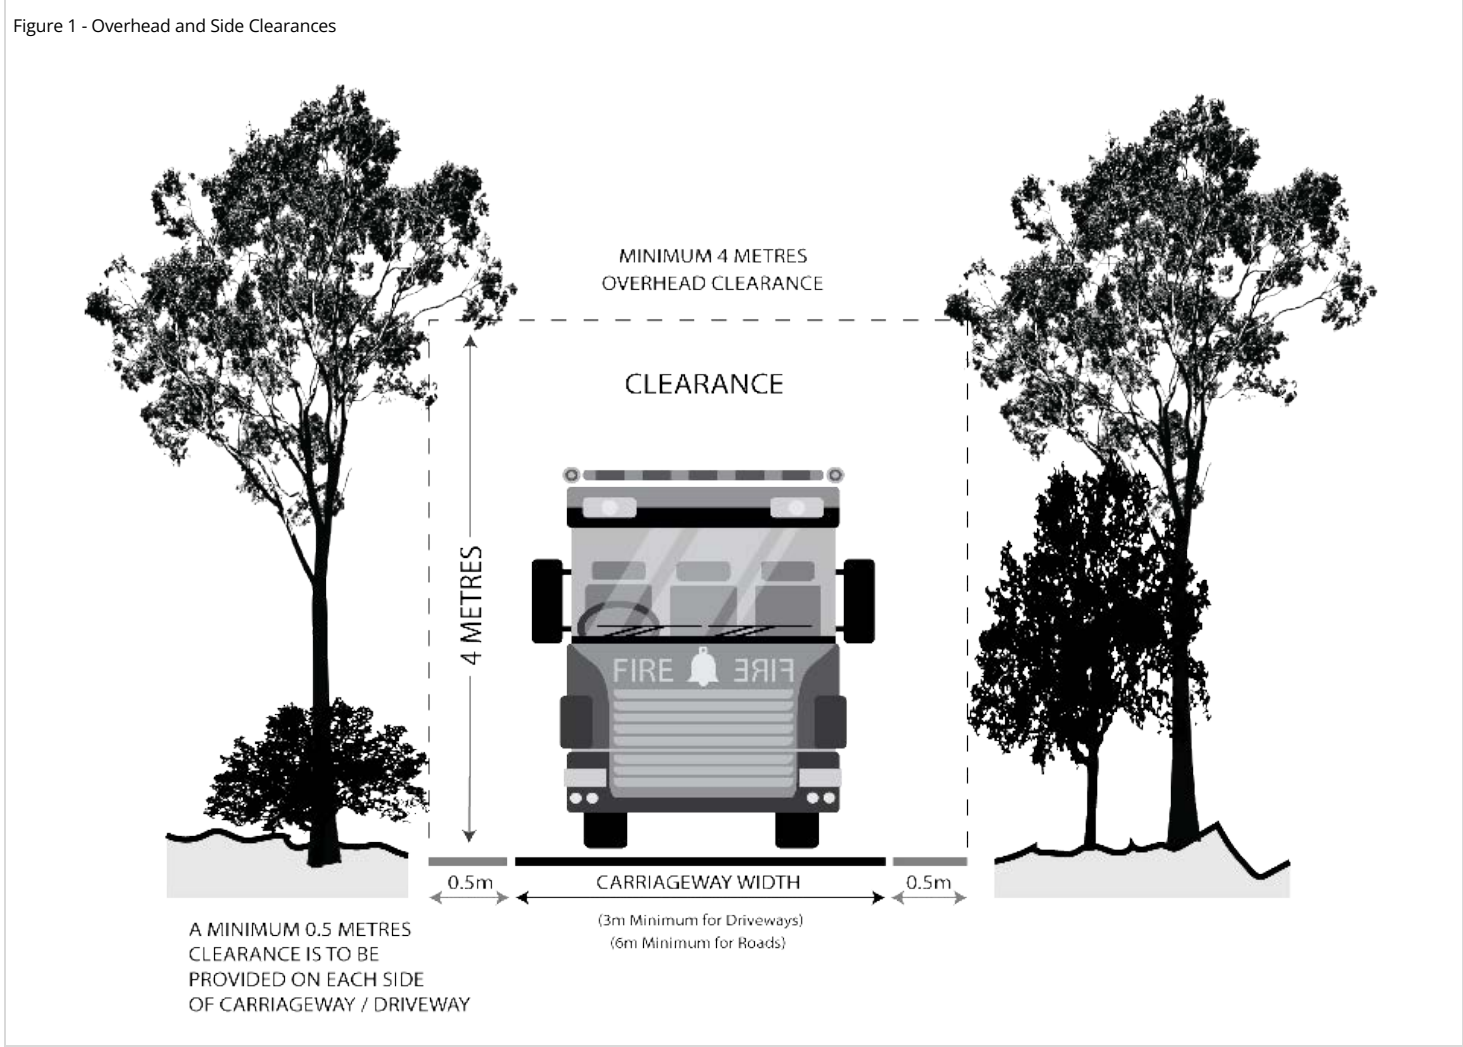 Figure 1 - Overhead and Side Clearances
MINIMUM 4 METRES
OVERHEAD CLEARANCE
CLEARANCE
4 METRES
FIRE ƎЯIꟻ
0.5m
CARRIAGEWAY WIDTH
0.5m
(3m Minimum for Driveways)
(6m Minimum for Roads)
A MINIMUM 0.5 METRES
CLEARANCE IS TO BE
PROVIDED ON EACH SIDE
OF CARRIAGEWAY / DRIVEWAY